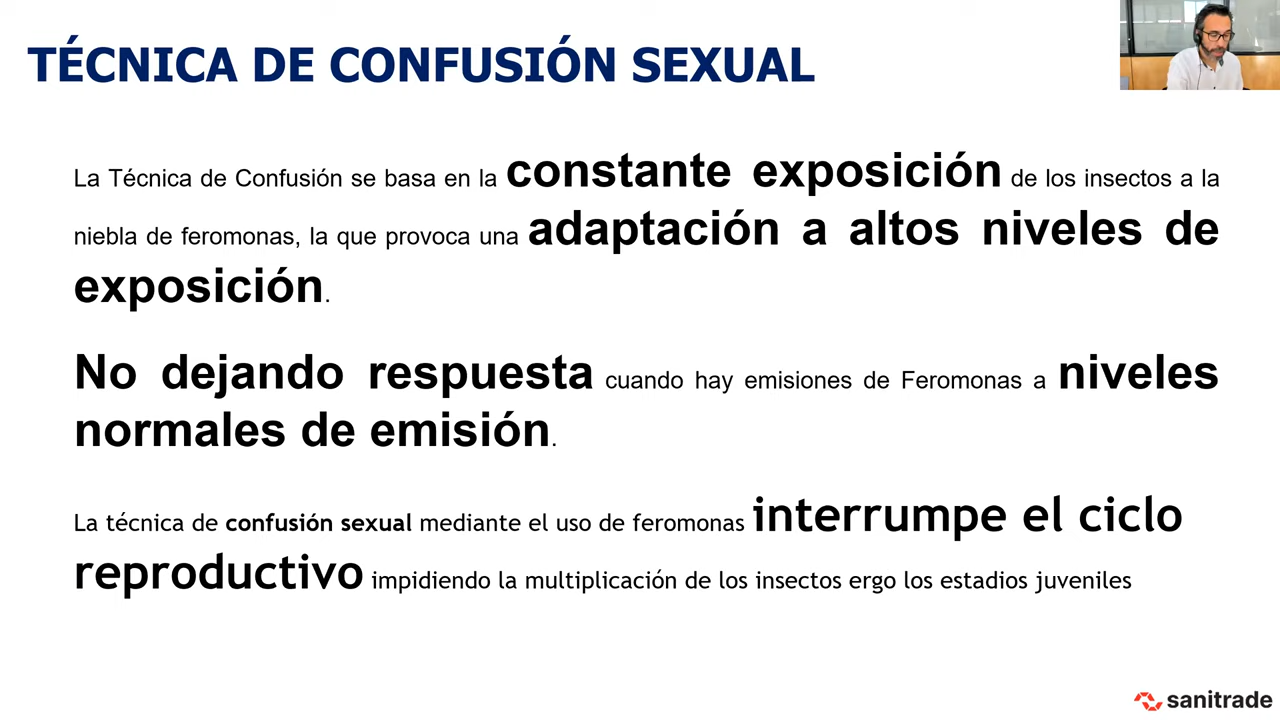 TÉCNICA DE CONFUSIÓN SEXUAL
La Técnica de Confusión se basa en la constante exposición de los insectos a la
niebla de feromonas, la que provoca una adaptación a altos niveles de
exposición.
No dejando respuesta cuando hay emisiones de Feromonas a niveles
normales de emisión.
La técnica de confusión sexual mediante el uso de feromonas interrumpe el ciclo
reproductivo impidiendo la multiplicación de los insectos ergo los estadios juveniles
sanitrade